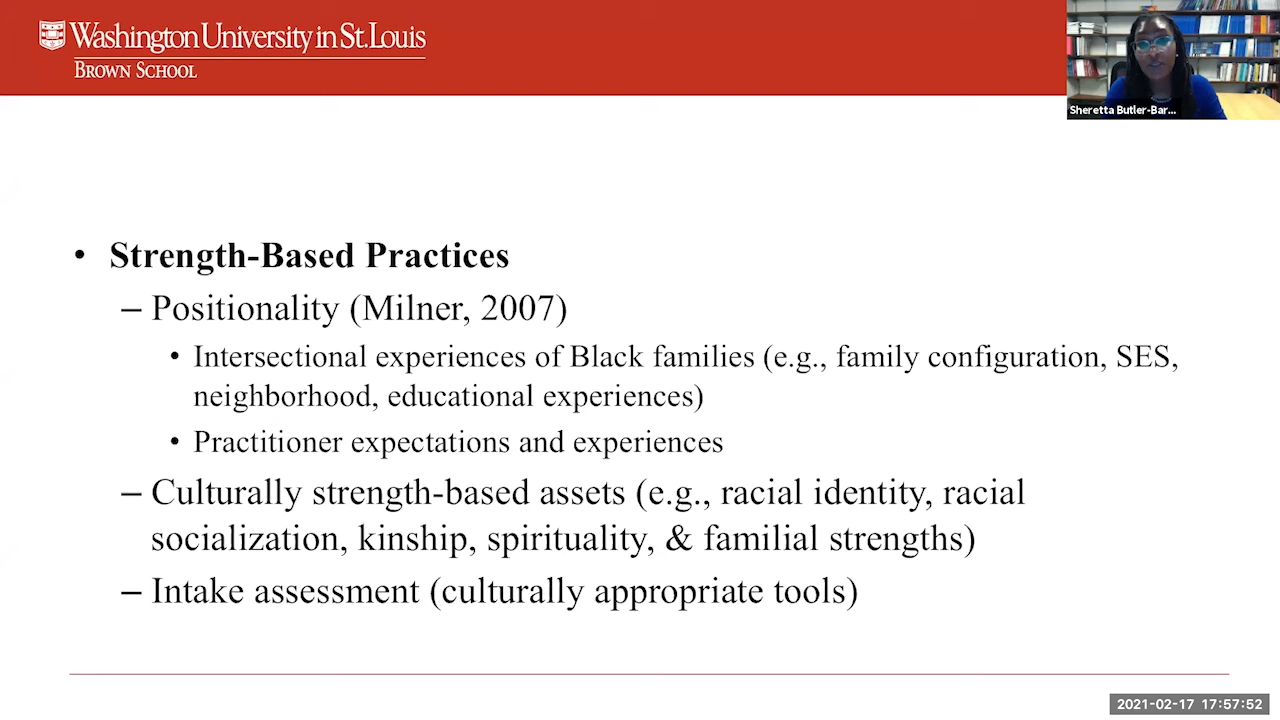 Washington University in St. Louis
BROWN SCHOOL
Sheretta Butler-Bar...
• Strength-Based Practices
– Positionality (Milner, 2007)
• Intersectional experiences of Black families (e.g., family configuration, SES,
neighborhood, educational experiences)
• Practitioner expectations and experiences
– Culturally strength-based assets (e.g., racial identity, racial
socialization, kinship, spirituality, & familial strengths)
– Intake assessment (culturally appropriate tools)
2021-02-17 17:57:52